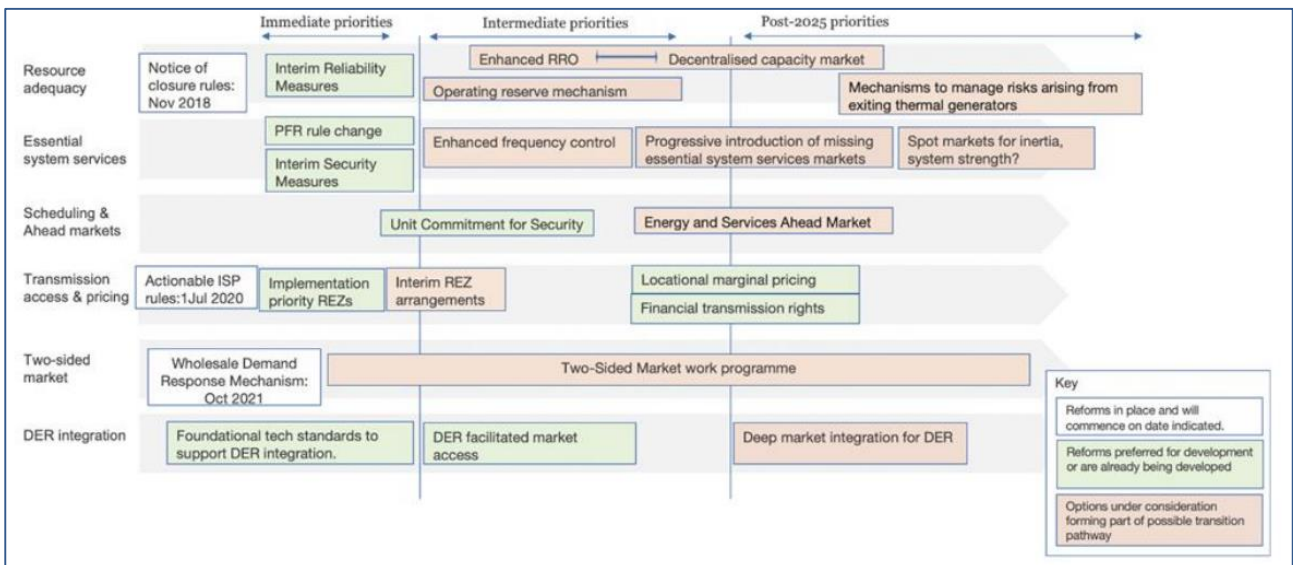 Immediate priorities
Intermediate priorities
Post-2025 priorities
Resource
adequacy
Notice of
closure rules:
Nov 2018
Interim Reliability
Measures
Enhanced RRO
Decentralised capacity market
Operating reserve mechanism
Mechanisms to manage risks arising from
exiting thermal generators
Essential
system services
PFR rule change
Interim Security
Measures
Enhanced frequency control
Progressive introduction of missing
essential system services markets
Spot markets for inertia,
system strength?
Scheduling &
Ahead markets
Unit Commitment for Security
Energy and Services Ahead Market
Transmission
access & pricing
Actionable ISP
rules:1Jul 2020
Implementation
priority REZs
Interim REZ
arrangements
Locational marginal pricing
Financial transmission rights
Two-sided
market
Wholesale Demand
Response Mechanism:
Oct 2021
Two-Sided Market work programme
DER integration
Foundational tech standards to
support DER integration.
DER facilitated market
access
Deep market integration for DER
Key
Reforms in place and will
commence on date indicated.
Reforms preferred for development
or are already being developed
Options under consideration
forming part of possible transition
pathway